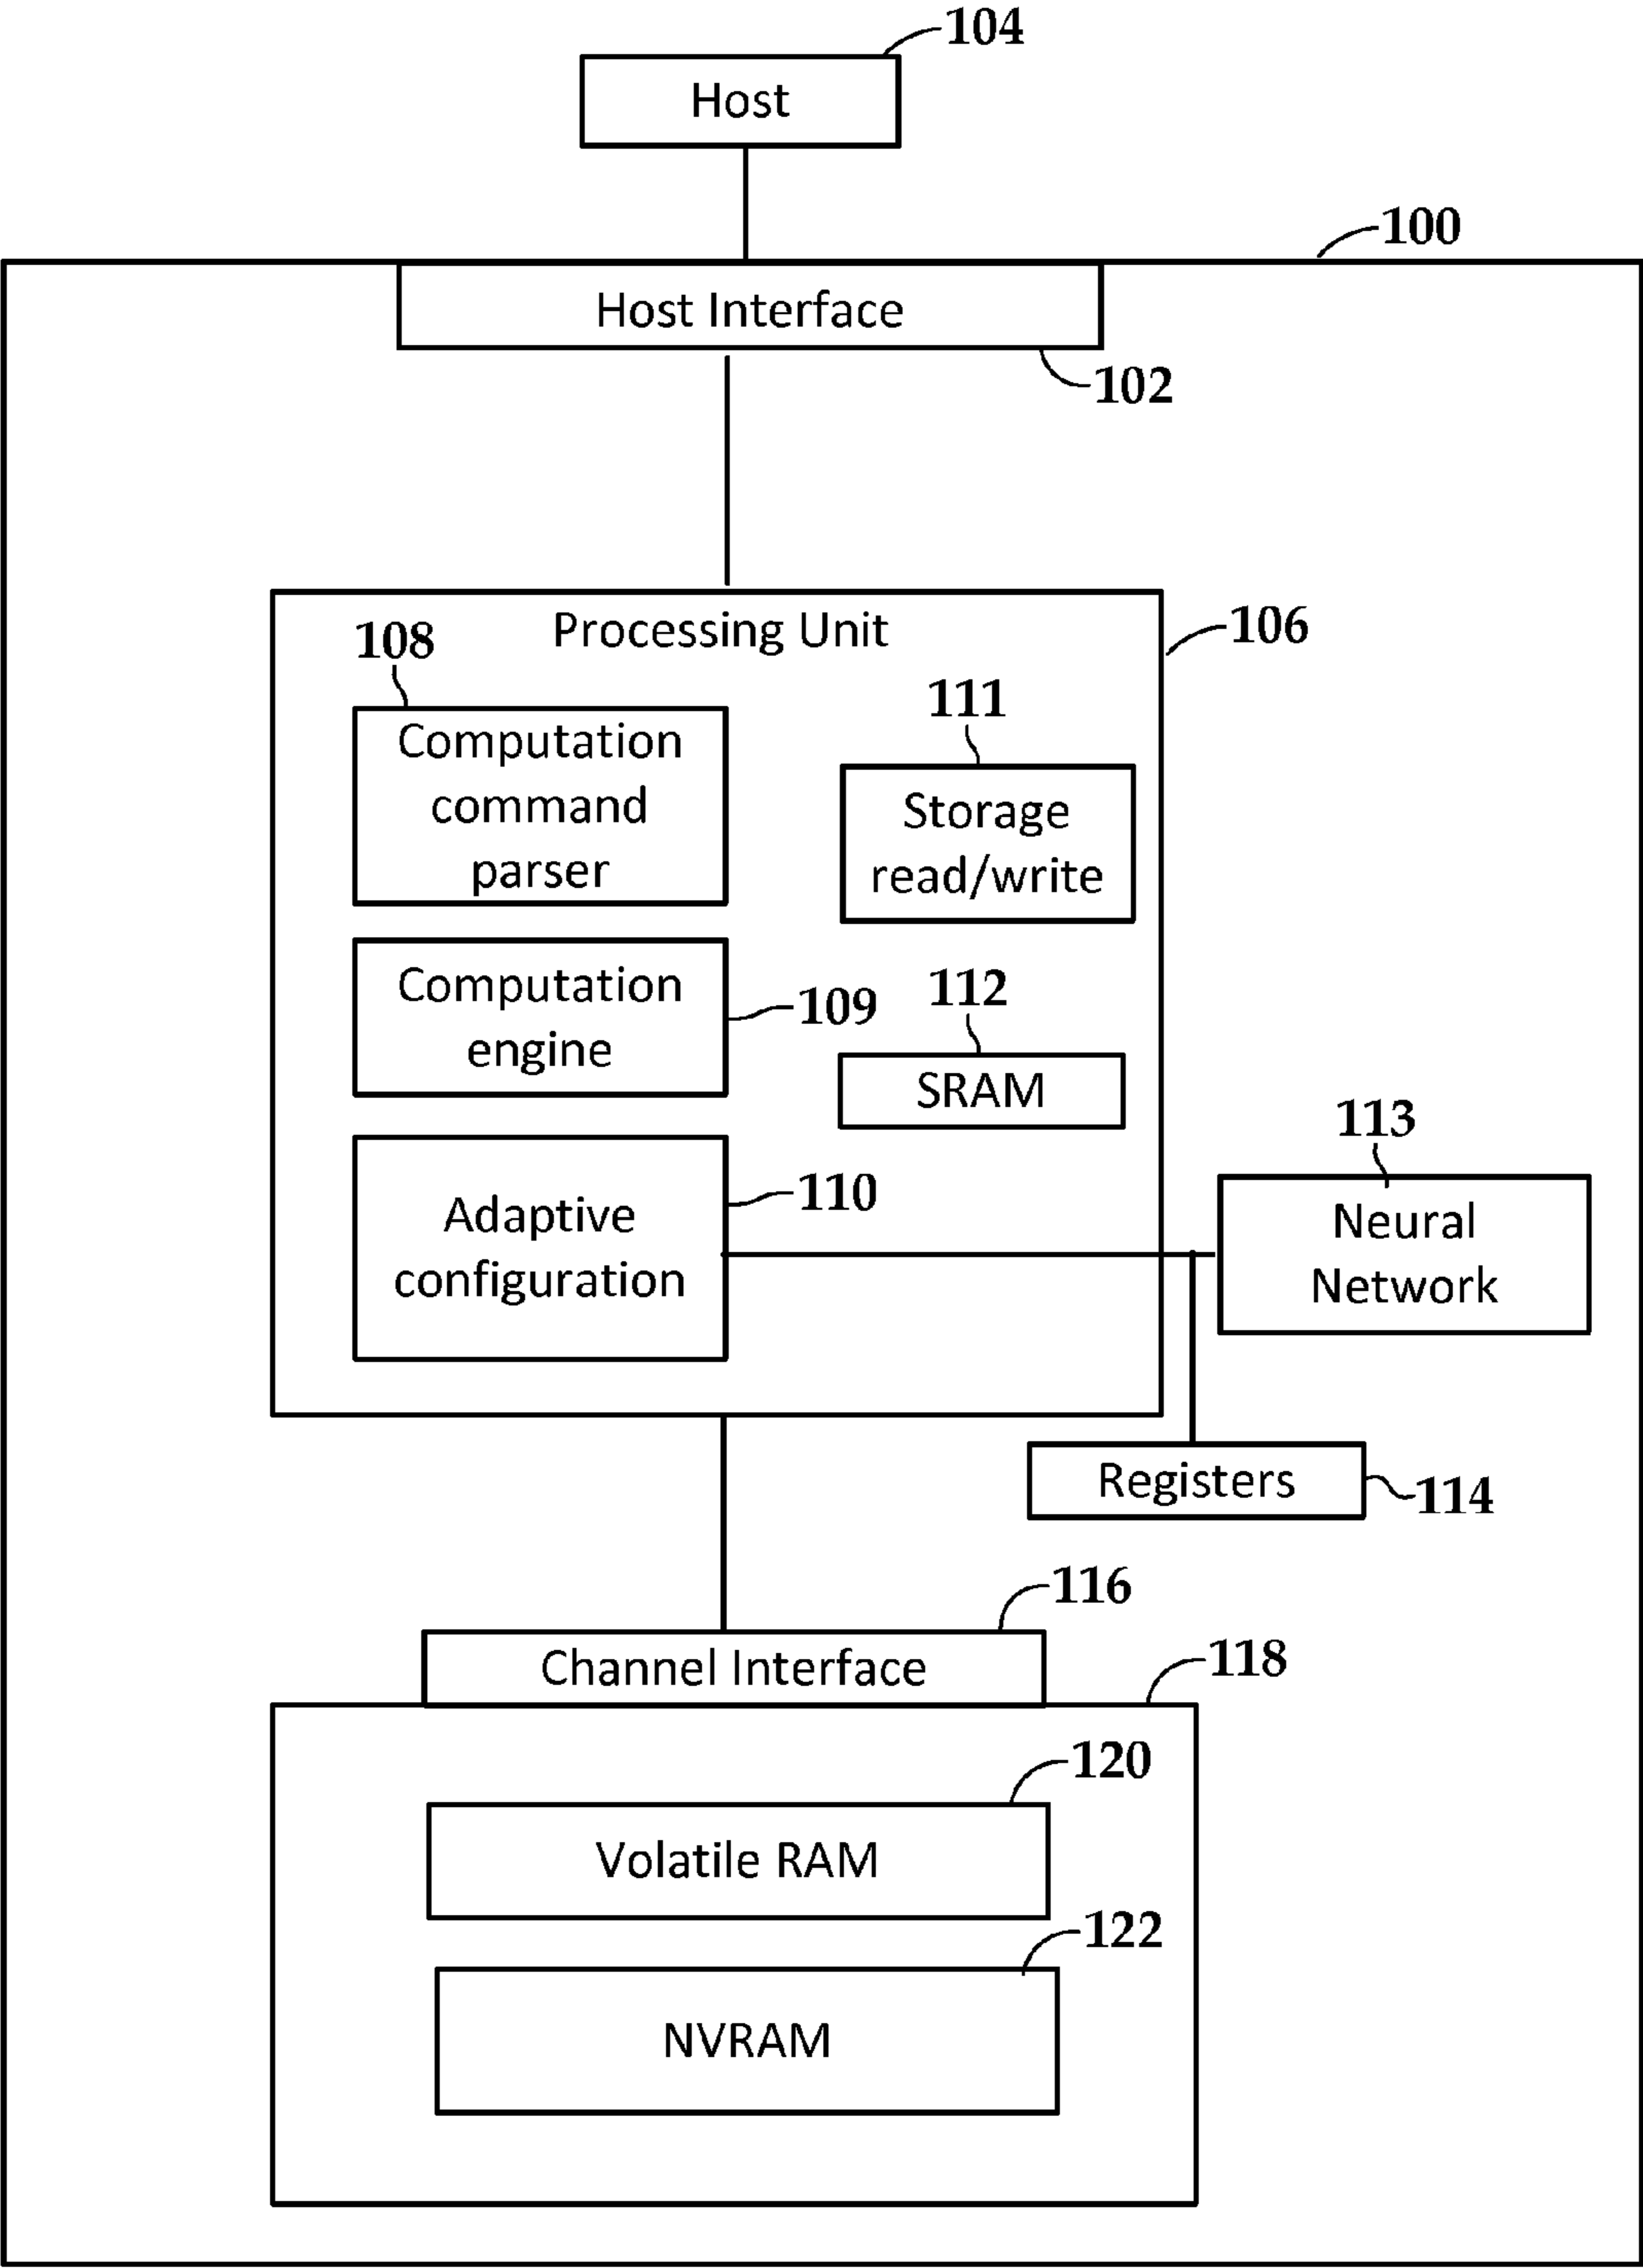 104
Host
100
Host Interface
102
Processing Unit
106
108
Computation
command
parser
111
Storage
read/write
Computation
engine
109
112
SRAM
113
Neural
Network
110
Adaptive
configuration
Registers
114
116
Channel Interface
118
120
Volatile RAM
122
NVRAM